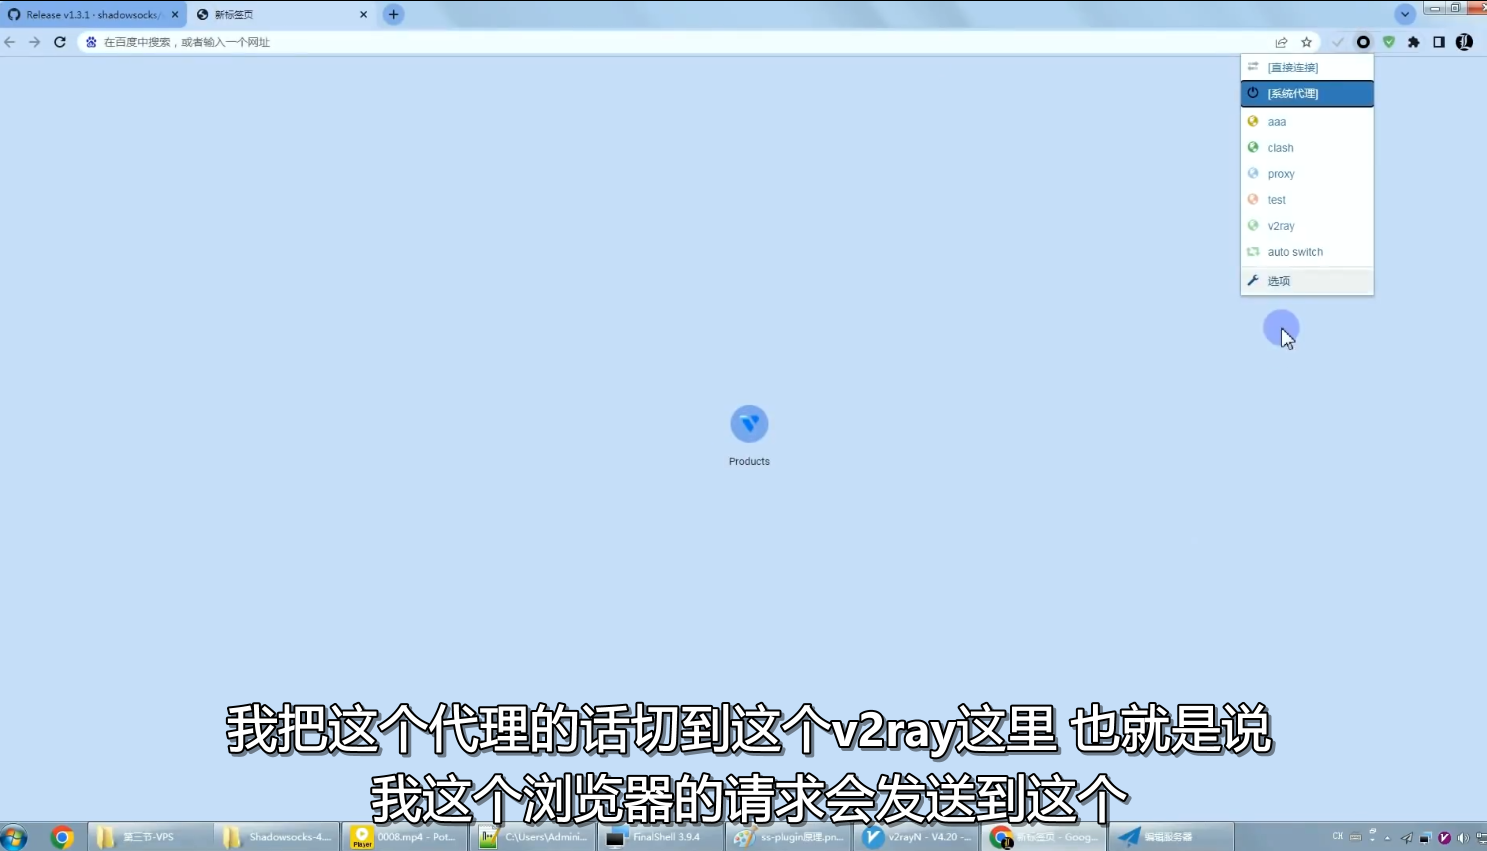 Release v1.3.1 · shadowsocks/
新标签页
在百度中搜索，或者输入一个网址
[直接连接]
[系统代理]
aaa
clash
proxy
test
v2ray
auto switch
选项
Products
我把这个代理的话切到这个v2ray这里 也就是说
我这个浏览器的请求会发送到这个
第三节-VPS
Shadowsocks-4....
Player
0008.mp4 - Pot...
C:\Users\Admini...
FinalShell 3.9.4
ss-plugin原理.pn...
v2rayN - V4.20 -...
新标签页 - Goog...
编辑服务器
CH